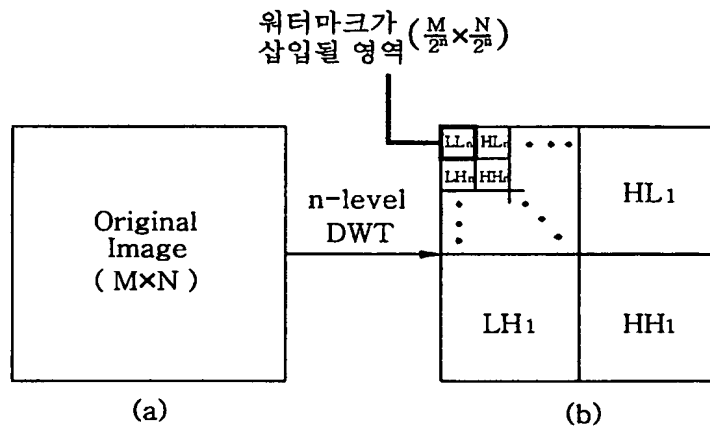 워터마크가
삽입될 영역 (M/2ⁿ×N/2ⁿ)
Original
Image
( M×N )
n-level
DWT
LLn HLn
LHn HHn
HL1
LH1
HH1
(a)
(b)